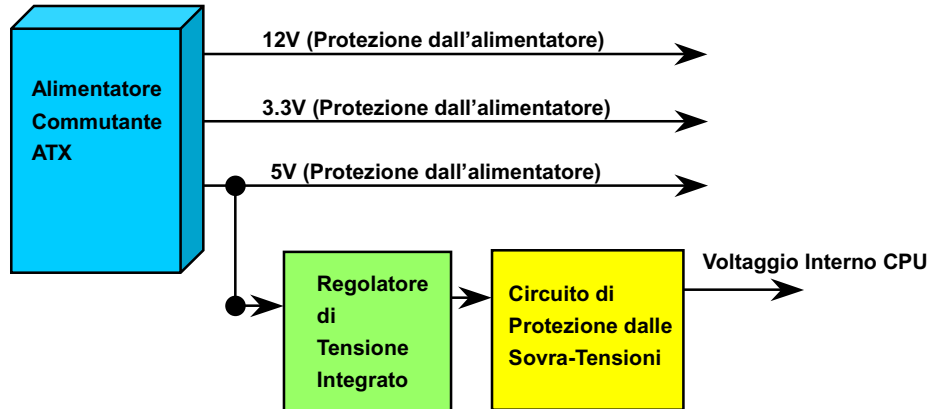 12V (Protezione dall'alimentatore)
Alimentatore
Commutante
ATX
3.3V (Protezione dall'alimentatore)
5V (Protezione dall'alimentatore)
Voltaggio Interno CPU
Regolatore
di
Tensione
Integrato
Circuito di
Protezione dalle
Sovra-Tensioni